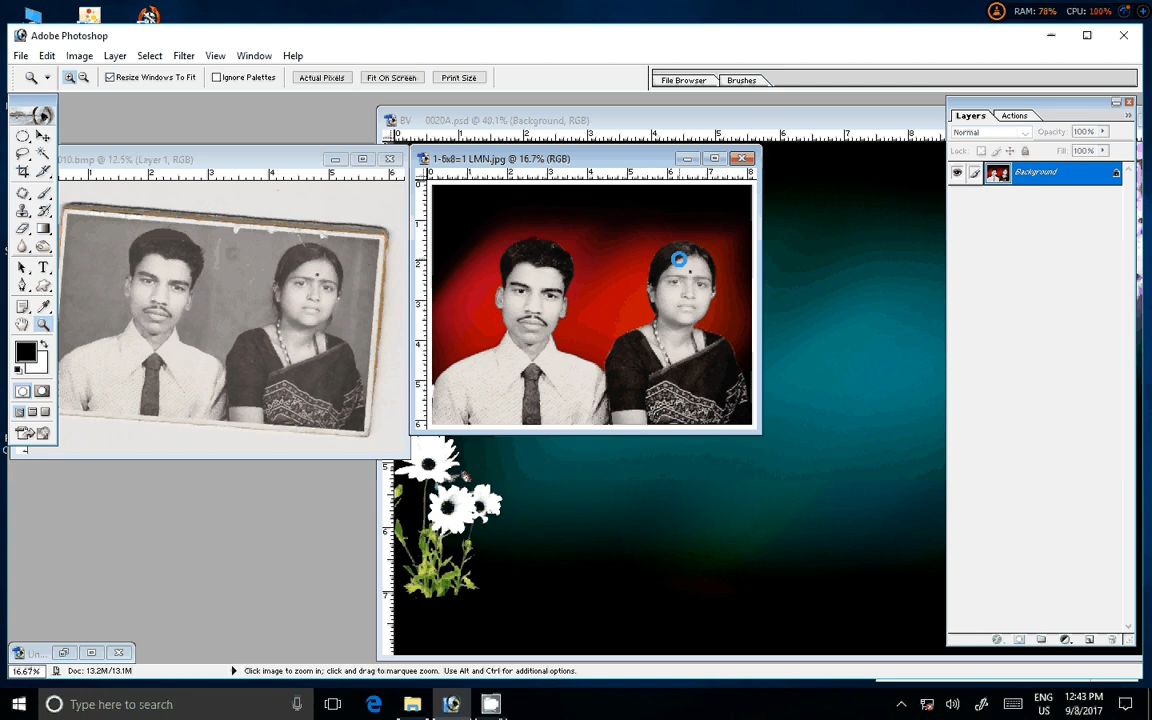 RAM: 78% CPU: 100%
Adobe Photoshop
File Edit Image Layer Select Filter View Window Help
Resize Windows To Fit Ignore Palettes Actual Pixels Fit On Screen Print Size File Browser Brushes
BV 0020A.psd @ 40.1% (Background, RGB)
010.bmp @ 12.5% (Layer 1, RGB)
1-6x8=1 LMN.jpg @ 16.7% (RGB)
Layers Actions
Normal Opacity: 100%
Lock: Fill: 100%
Background
Un...
16.67% Doc: 13.2M/13.1M Click image to zoom in; click and drag to marquee zoom. Use Alt and Ctrl for additional options.
Type here to search
ENG
US
12:43 PM
9/8/2017